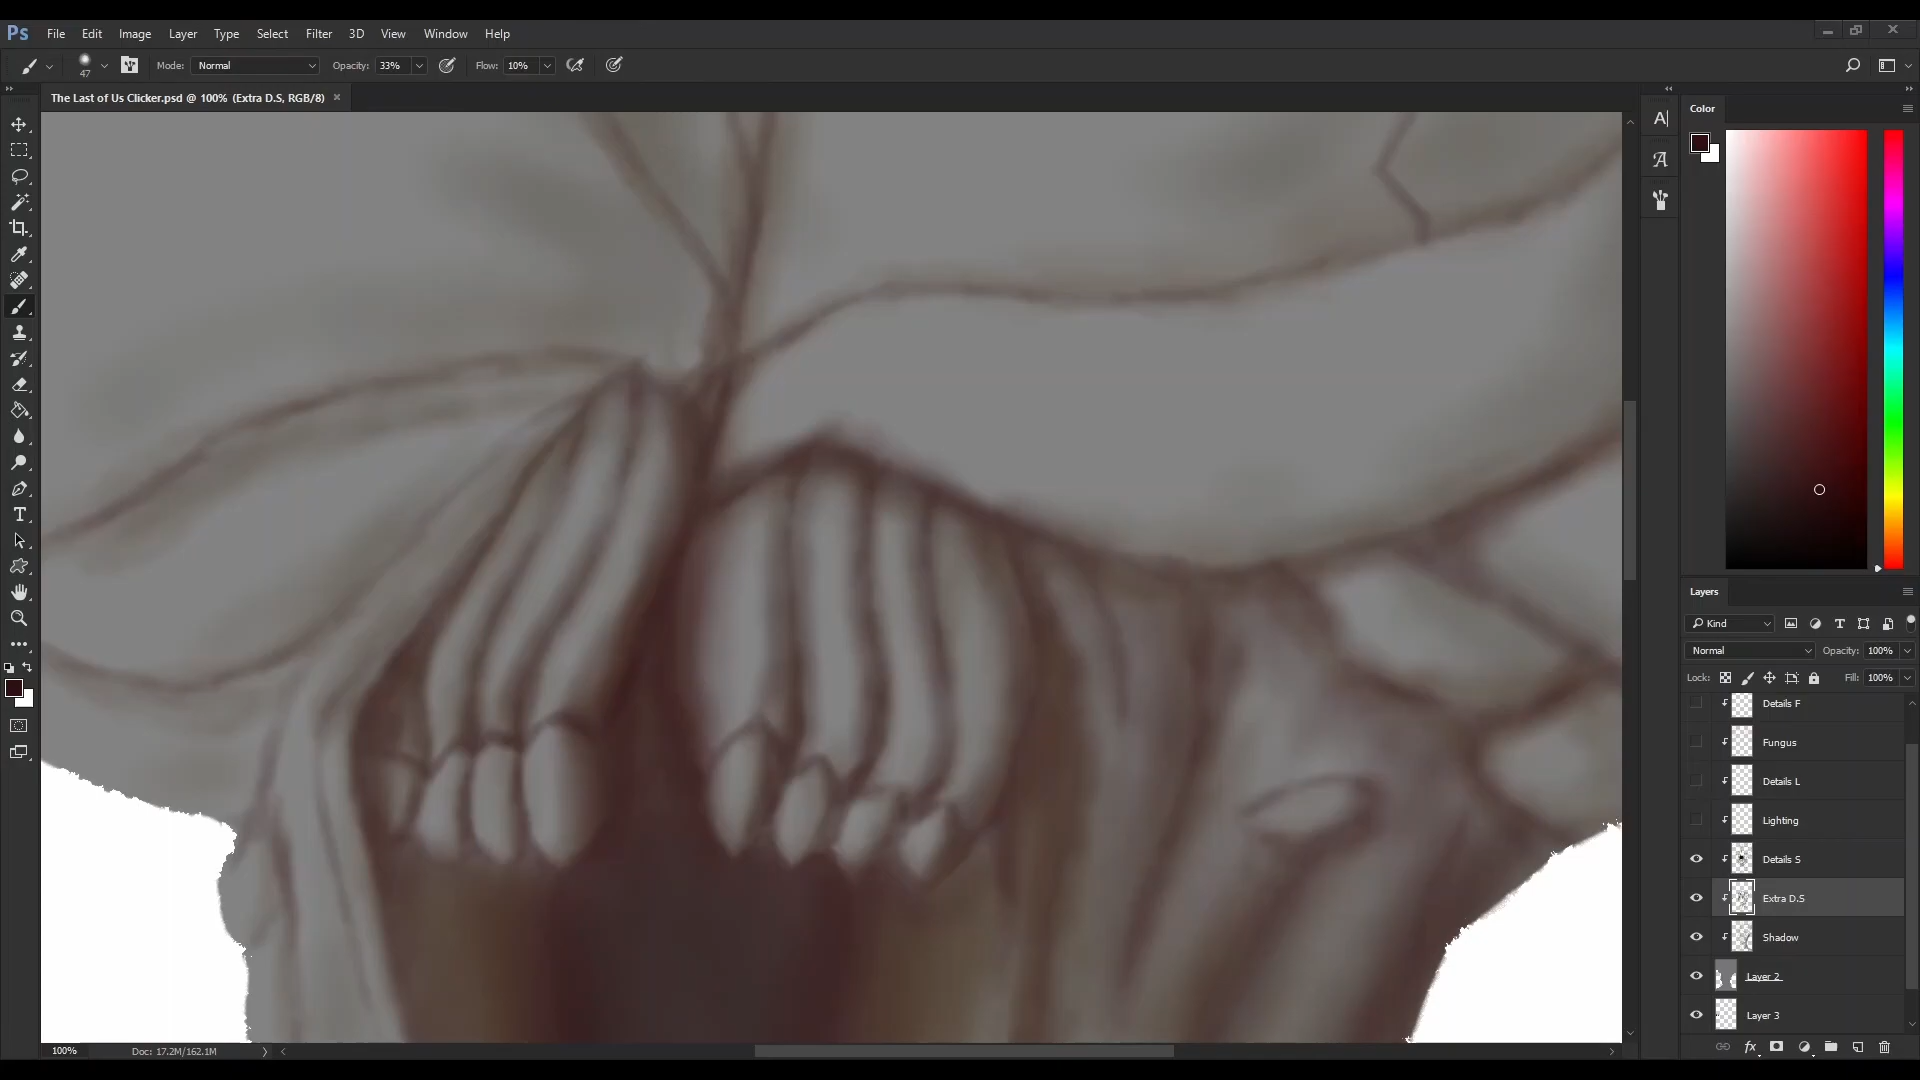 Ps File Edit Image Layer Type Select Filter 3D View Window Help
47 Mode: Normal Opacity: 33% Flow: 10%
The Last of Us Clicker.psd @ 100% (Extra D.S, RGB/8) ×
Color
Layers
Kind
Normal Opacity: 100%
Lock: Fill: 100%
Details F
Fungus
Details L
Lighting
Details S
Extra D.S
Shadow
Layer 2
Layer 3
100% Doc: 17.2M/162.1M